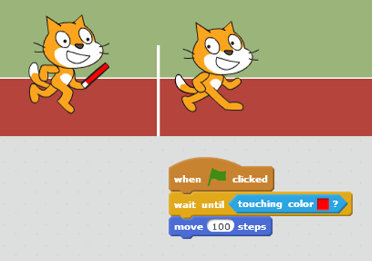 when clicked
wait until touching color ?
move 100 steps